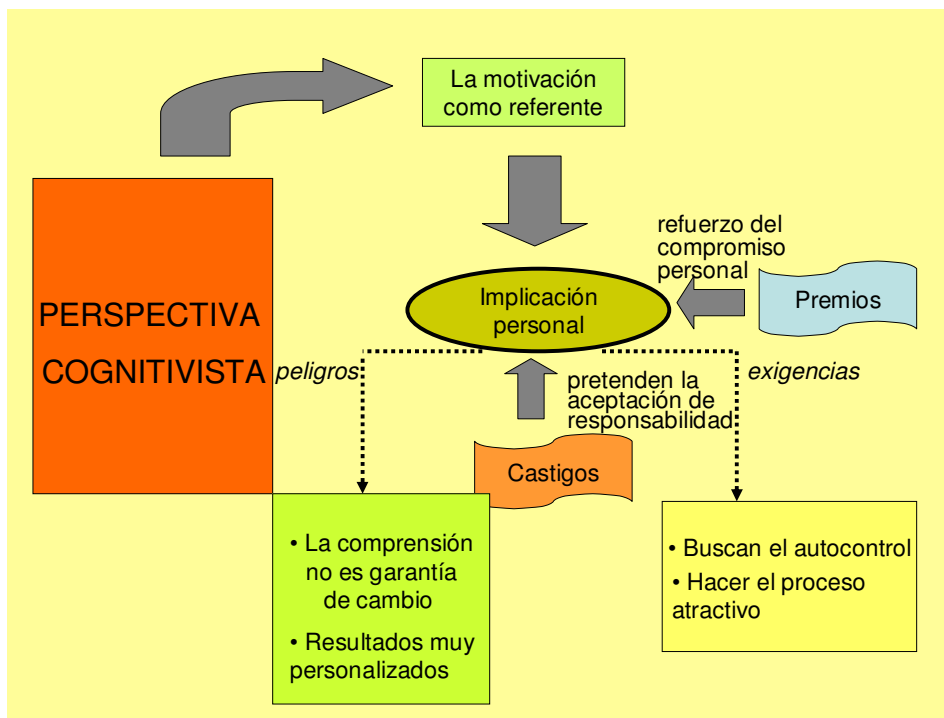 La motivación
como referente
refuerzo del
compromiso
personal
Premios
Implicación
personal
PERSPECTIVA
COGNITIVISTA
peligros
exigencias
pretenden la
aceptación de
responsabilidad
Castigos
• La comprensión
no es garantía
de cambio
• Resultados muy
personalizados
• Buscan el autocontrol
• Hacer el proceso
atractivo